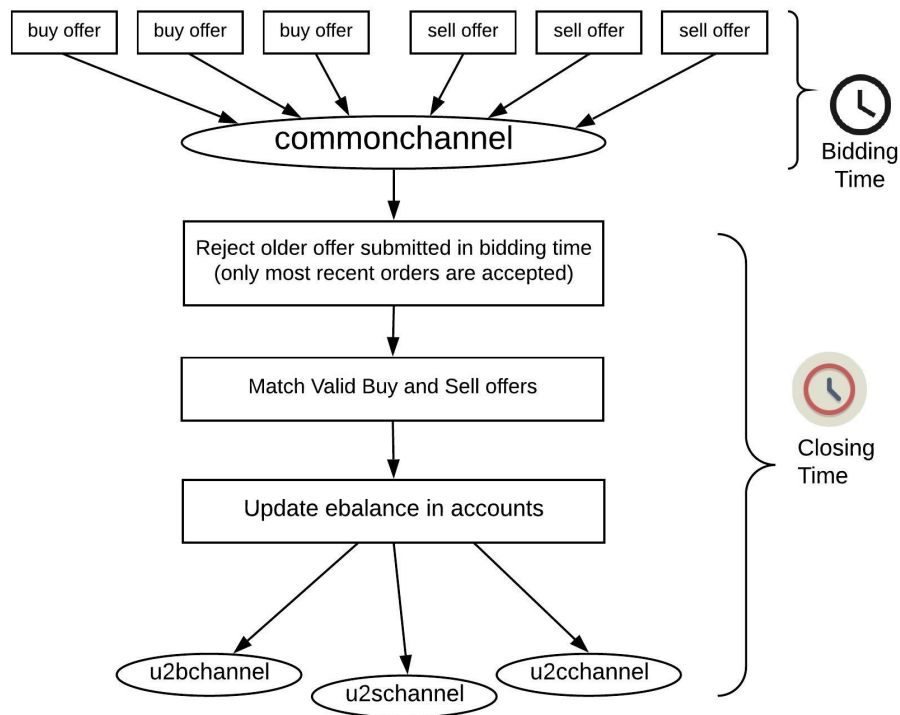 buy offer
buy offer
buy offer
sell offer
sell offer
sell offer
commonchannel
Bidding
Time
Reject older offer submitted in bidding time
(only most recent orders are accepted)
Match Valid Buy and Sell offers
Closing
Time
Update ebalance in accounts
u2bchannel
u2schannel
u2cchannel